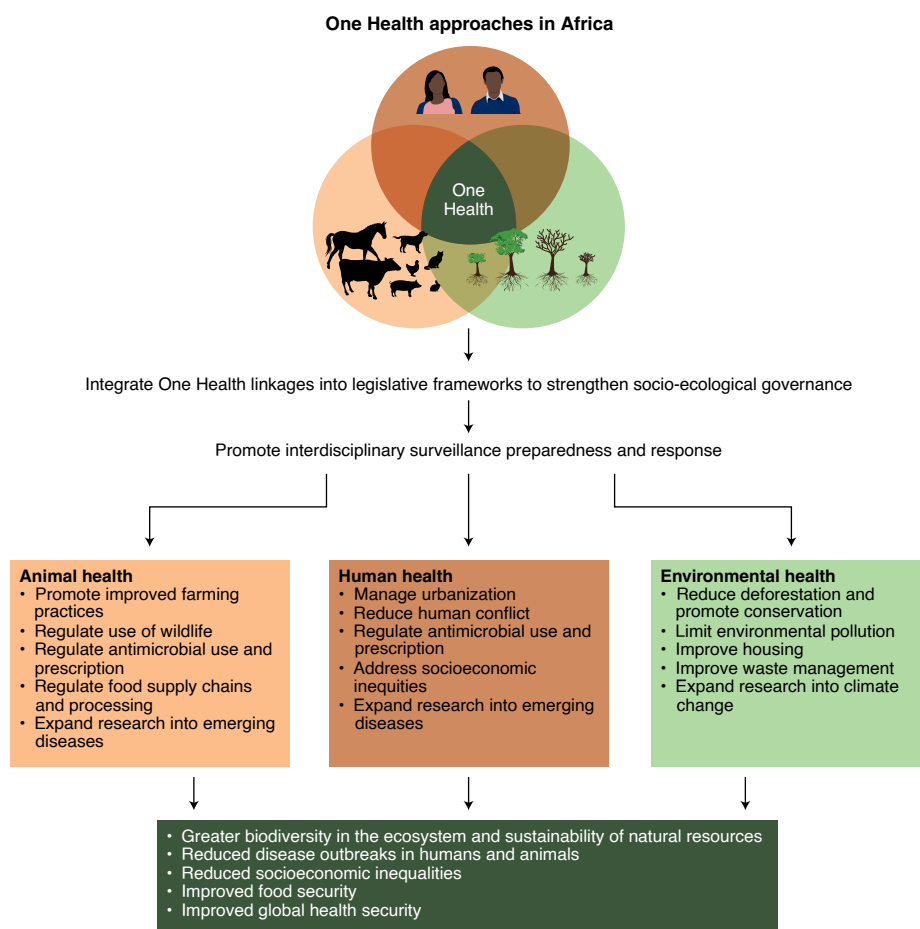 One Health approaches in Africa
One
Health
Integrate One Health linkages into legislative frameworks to strengthen socio-ecological governance
Promote interdisciplinary surveillance preparedness and response
Animal health
• Promote improved farming
practices
• Regulate use of wildlife
• Regulate antimicrobial use and
prescription
• Regulate food supply chains
and processing
• Expand research into emerging
diseases
Human health
• Manage urbanization
• Reduce human conflict
• Regulate antimicrobial use and
prescription
• Address socioeconomic
inequities
• Expand research into emerging diseases
Environmental health
• Reduce deforestation and
promote conservation
• Limit environmental pollution
• Improve housing
• Improve waste management
• Expand research into climate
change
• Greater biodiversity in the ecosystem and sustainability of natural resources
• Reduced disease outbreaks in humans and animals
• Reduced socioeconomic inequalities
• Improved food security
• Improved global health security